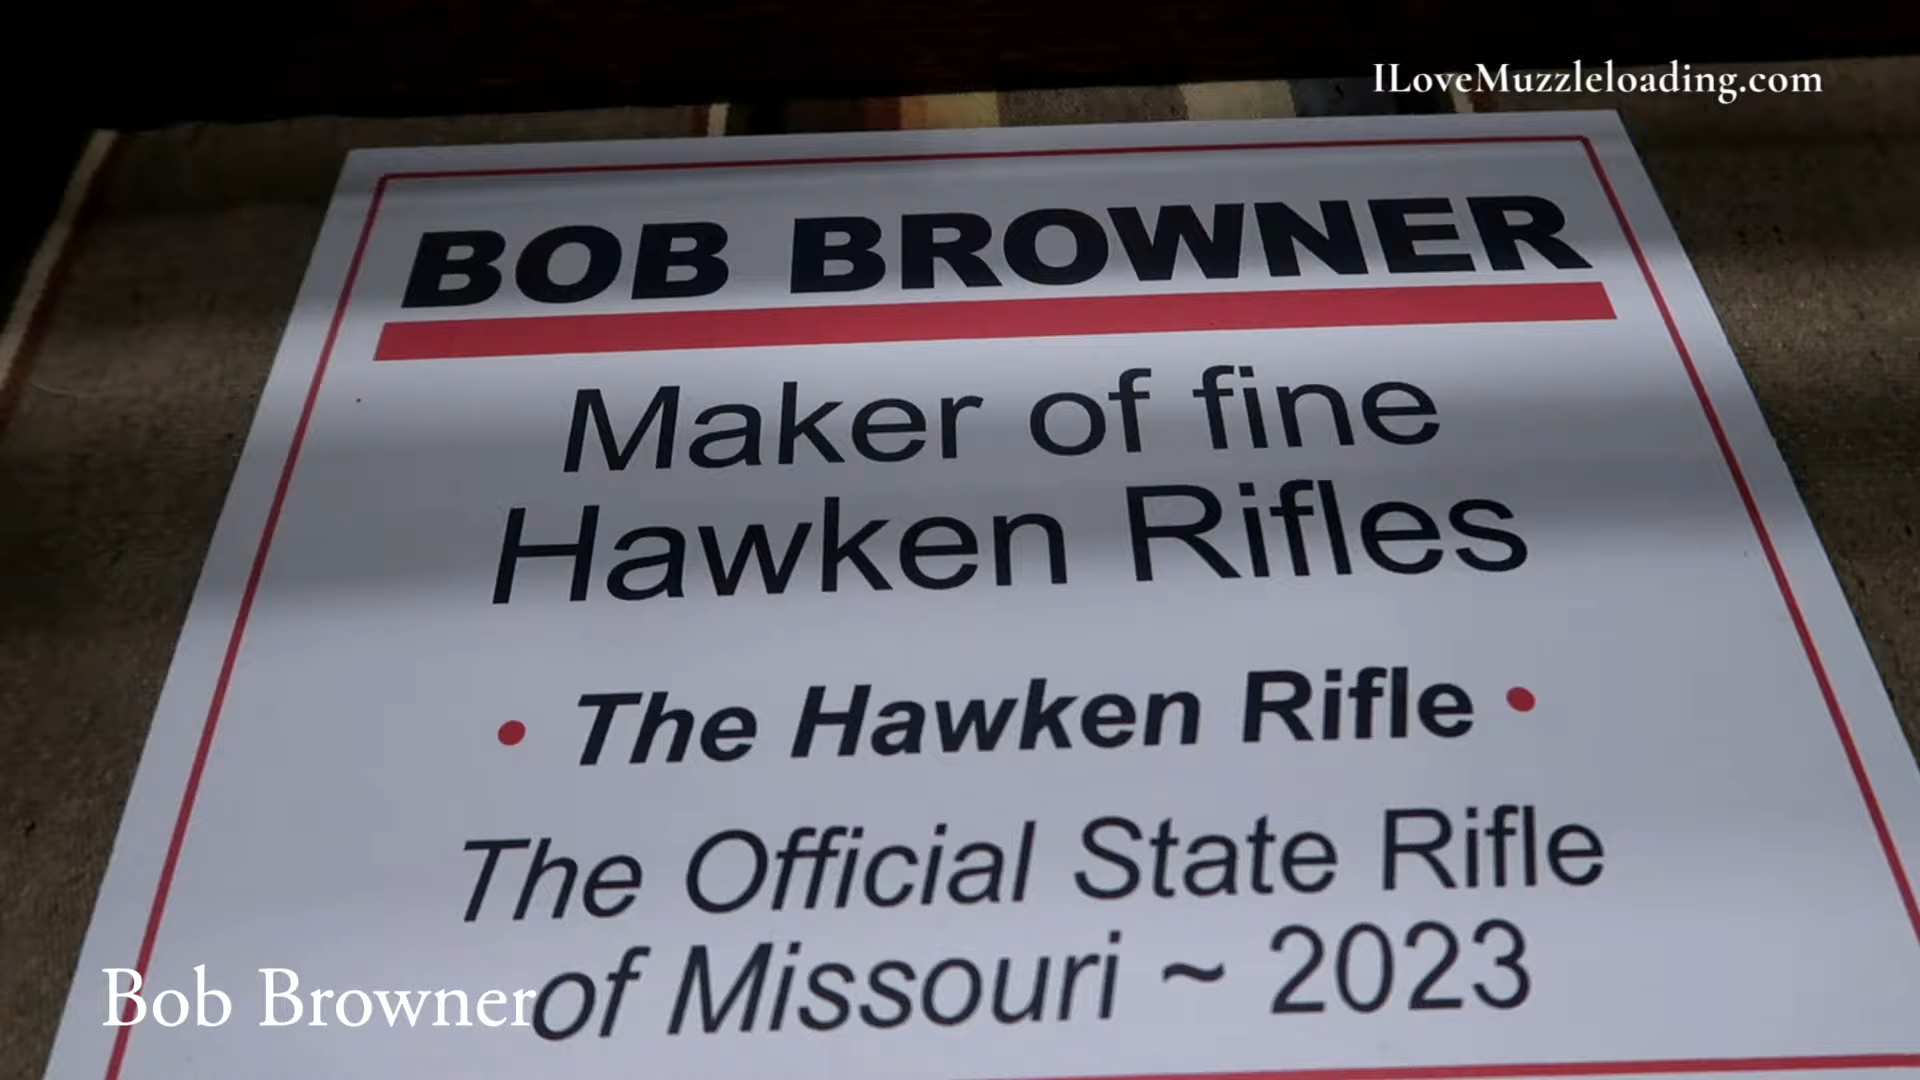 ILoveMuzzleloading.com
BOB BROWNER
Maker of fine
Hawken Rifles
• The Hawken Rifle •
The Official State Rifle
of Missouri ~ 2023
Bob Browner